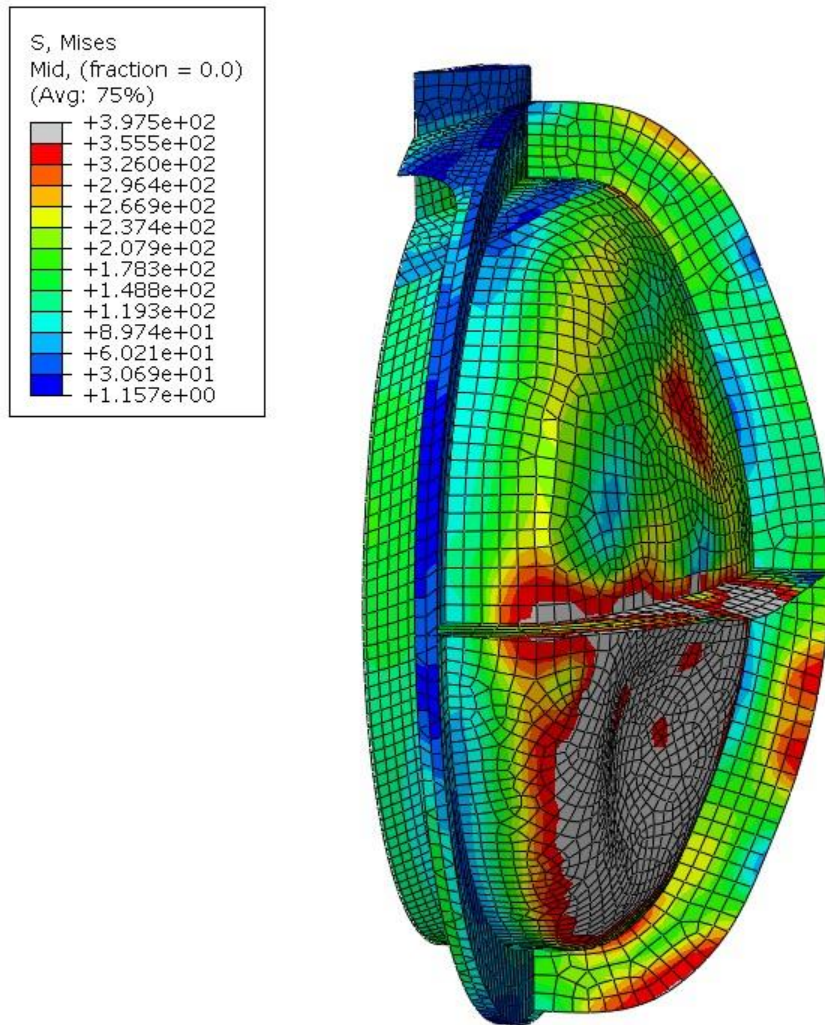 S, Mises
Mid, (fraction = 0.0)
(Avg: 75%)
+3.975e+02
+3.555e+02
+3.260e+02
+2.964e+02
+2.669e+02
+2.374e+02
+2.079e+02
+1.783e+02
+1.488e+02
+1.193e+02
+8.974e+01
+6.021e+01
+3.069e+01
+1.157e+00